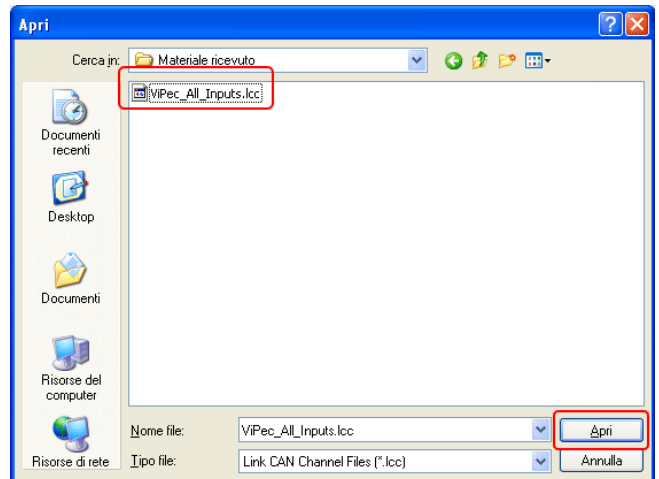 Apri
Cerca in: Materiale ricevuto
ViPec_All_Inputs.lcc
Documenti
recenti
Desktop
Documenti
Risorse del
computer
Risorse di rete
Nome file: ViPec_All_Inputs.lcc Apri
Tipo file: Link CAN Channel Files (*.lcc) Annulla